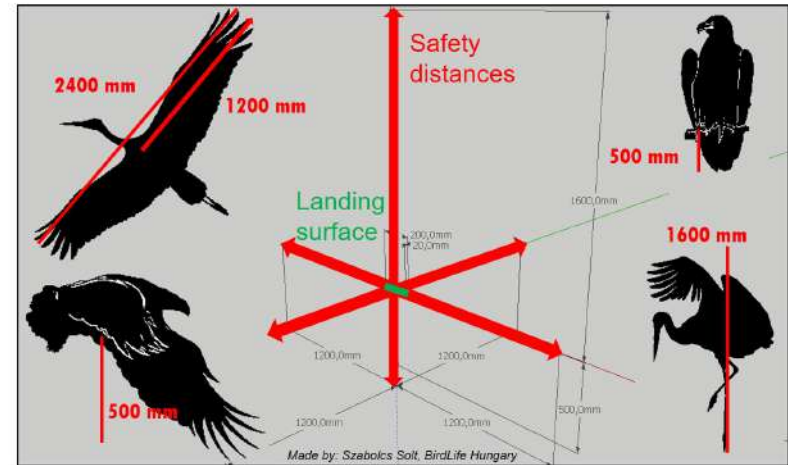 2400 mm
1200 mm
Safety
distances
500 mm
Landing
surface
200,0mm
20,0mm
1600,0mm
1600 mm
1200,0mm
1200,0mm
500 mm
1200,0mm
1200,0mm
500,0mm
Made by: Szabolcs Solt, BirdLife Hungary